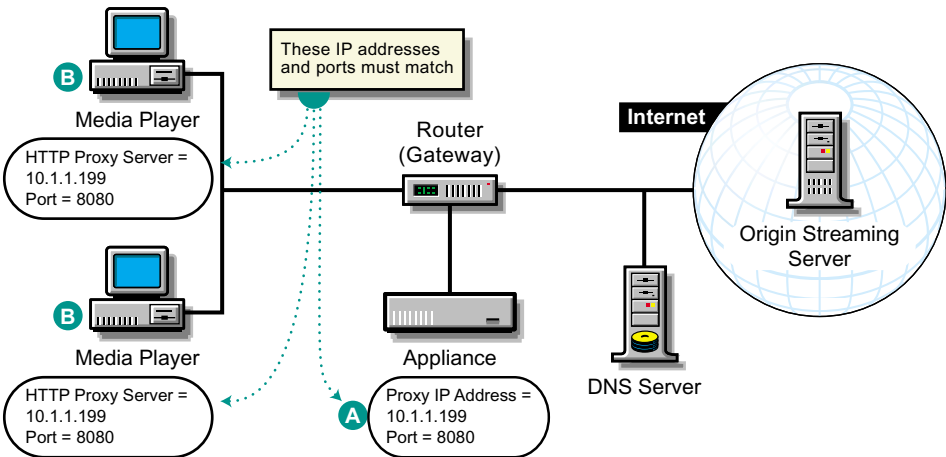 These IP addresses
and ports must match
B
Media Player
HTTP Proxy Server =
10.1.1.199
Port = 8080
Router
(Gateway)
Internet
Origin Streaming
Server
B
Media Player
HTTP Proxy Server =
10.1.1.199
Port = 8080
Appliance
A
Proxy IP Address =
10.1.1.199
Port = 8080
DNS Server